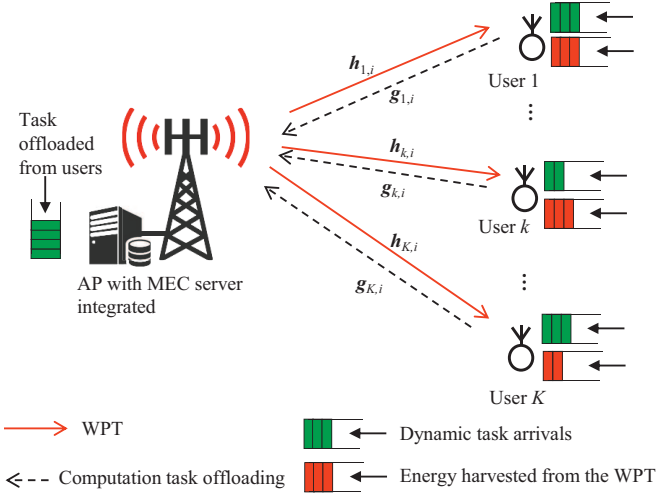 h1,i
g1,i
User 1
...
Task
offloaded
from users
hk,i
gk,i
User k
hK,i
gK,i
...
AP with MEC server
integrated
User K
WPT
Dynamic task arrivals
Computation task offloading
Energy harvested from the WPT